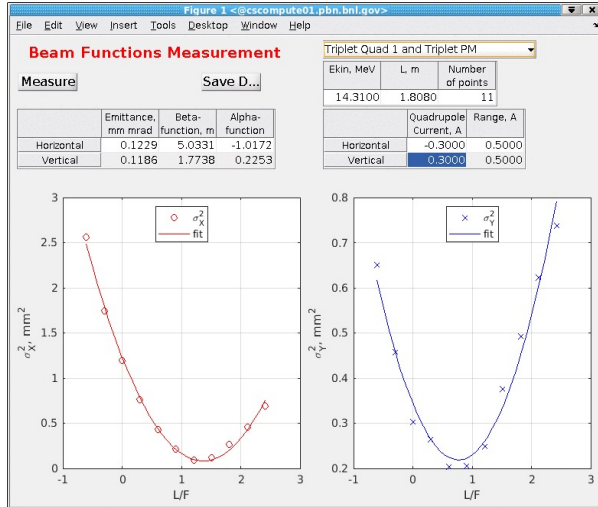 Figure 1 <@cscompute01.pbn.bnl.gov>
File Edit View Insert Tools Desktop Window Help
Beam Functions Measurement
Triplet Quad 1 and Triplet PM
Measure
Save D...
Ekin, MeV L, m Number of points
14.3100 1.8080 11
Emittance, mm mrad Beta-function, m Alpha-function
Horizontal 0.1229 5.0331 -1.0172
Vertical 0.1186 1.7738 0.2253
Quadrupole Current, A Range, A
Horizontal -0.3000 0.5000
Vertical 0.3000 0.5000
3
2.5
2
1.5
1
0.5
0
-1 0 1 2 3
σ²X, mm²
L/F
σ²X
fit
0.8
0.7
0.6
0.5
0.4
0.3
0.2
-1 0 1 2 3
σ²Y, mm²
L/F
σ²Y
fit